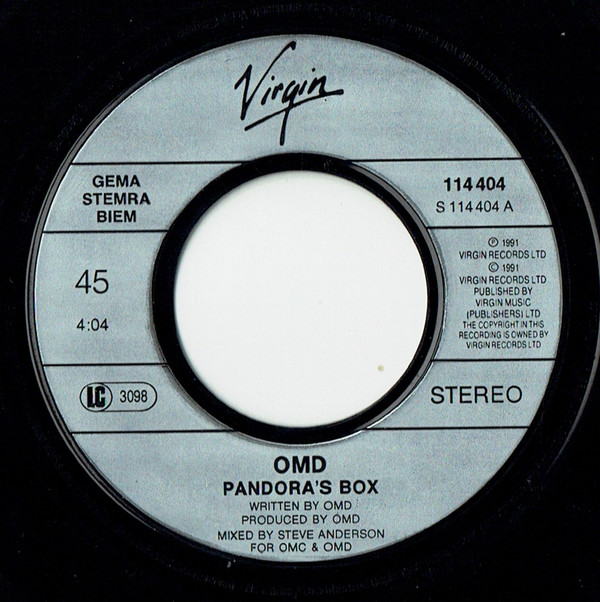 Virgin
GEMA
STEMRA
BIEM
114 404
S 114 404 A
45
4:04
Ⓟ 1991
VIRGIN RECORDS LTD
© 1991
VIRGIN RECORDS LTD
PUBLISHED BY
VIRGIN MUSIC
(PUBLISHERS) LTD
THE COPYRIGHT IN THIS
RECORDING IS OWNED BY
VIRGIN RECORDS LTD
LC 3098
STEREO
OMD
PANDORA'S BOX
WRITTEN BY OMD
PRODUCED BY OMD
MIXED BY STEVE ANDERSON
FOR OMC & OMD